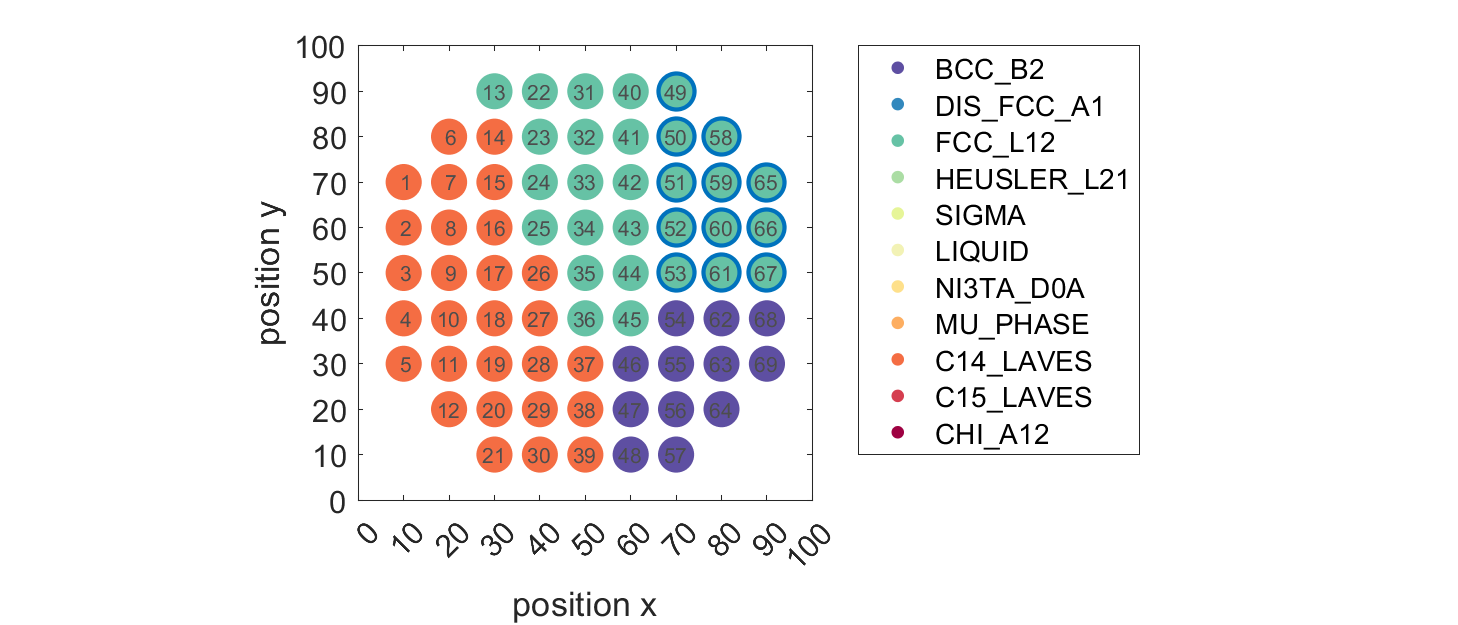 100
90 13 22 31 40 49
80 6 14 23 32 41 50 58
70 1 7 15 24 33 42 51 59 65
60 2 8 16 25 34 43 52 60 66
50 3 9 17 26 35 44 53 61 67
40 4 10 18 27 36 45 54 62 68
30 5 11 19 28 37 46 55 63 69
20 12 20 29 38 47 56 64
10 21 30 39 48 57
0
0 10 20 30 40 50 60 70 80 90 100
position x
position y
BCC_B2
DIS_FCC_A1
FCC_L12
HEUSLER_L21
SIGMA
LIQUID
NI3TA_D0A
MU_PHASE
C14_LAVES
C15_LAVES
CHI_A12